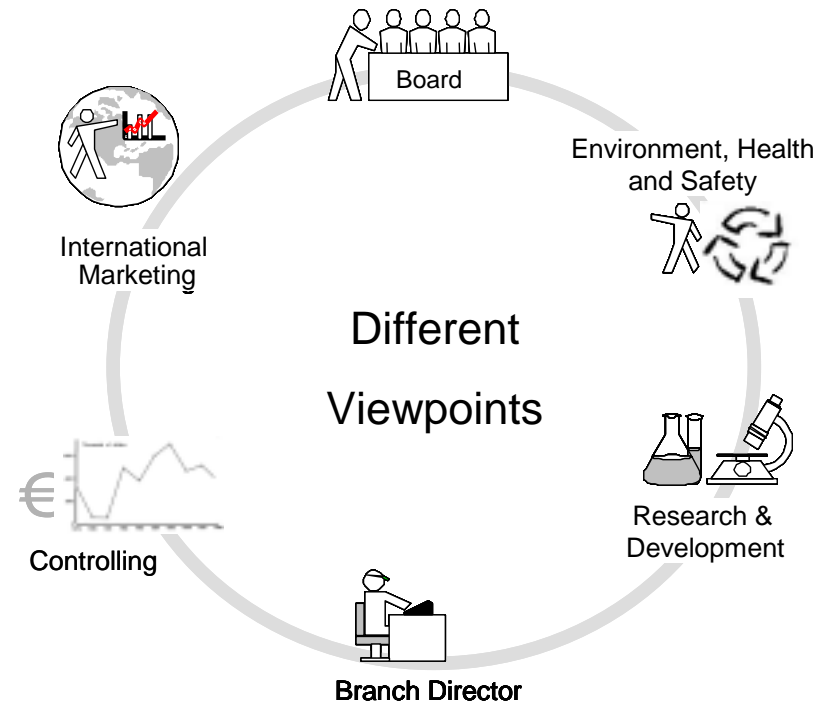 Board
Environment, Health
and Safety
International
Marketing
Different
Viewpoints
€
Research &
Development
Controlling
Branch Director